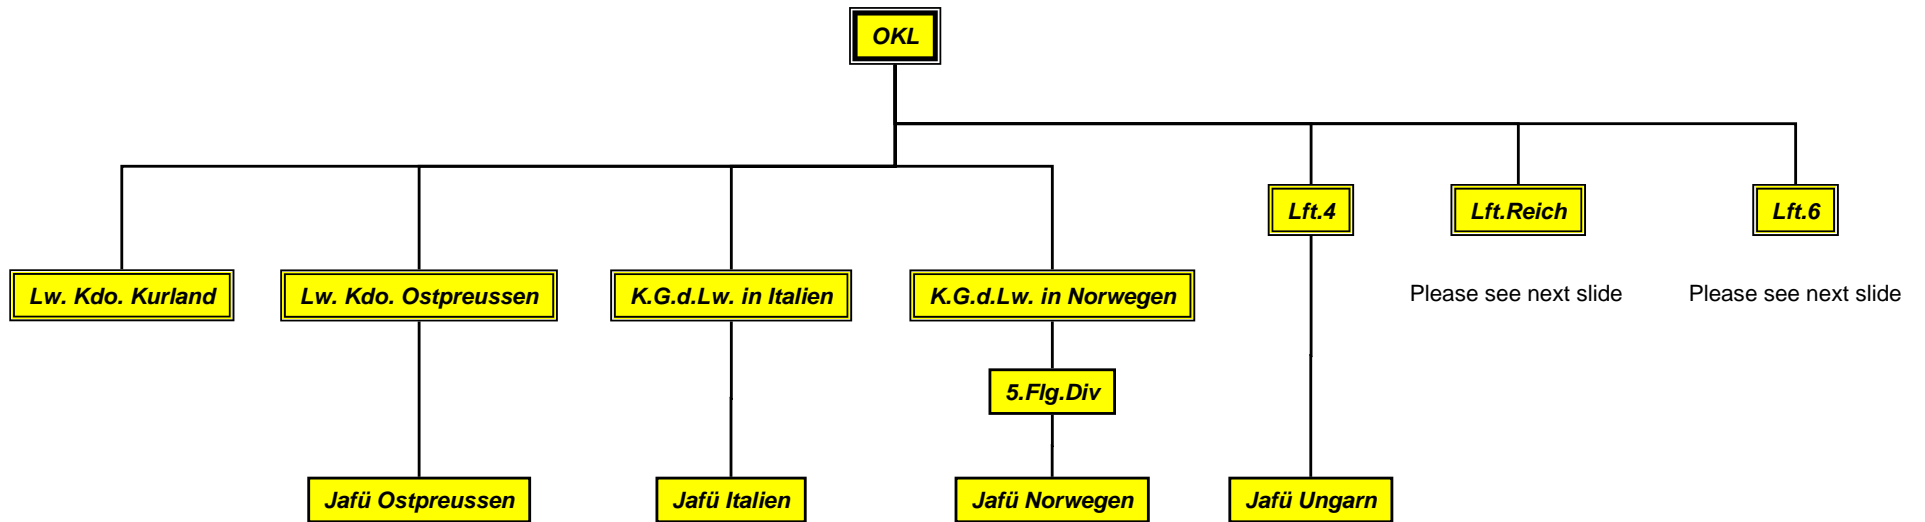 OKL
Lft.4
Lft.Reich
Lft.6
Lw. Kdo. Kurland
Lw. Kdo. Ostpreussen
K.G.d.Lw. in Italien
K.G.d.Lw. in Norwegen
Please see next slide
Please see next slide
5.Flg.Div
Jafü Ostpreussen
Jafü Italien
Jafü Norwegen
Jafü Ungarn